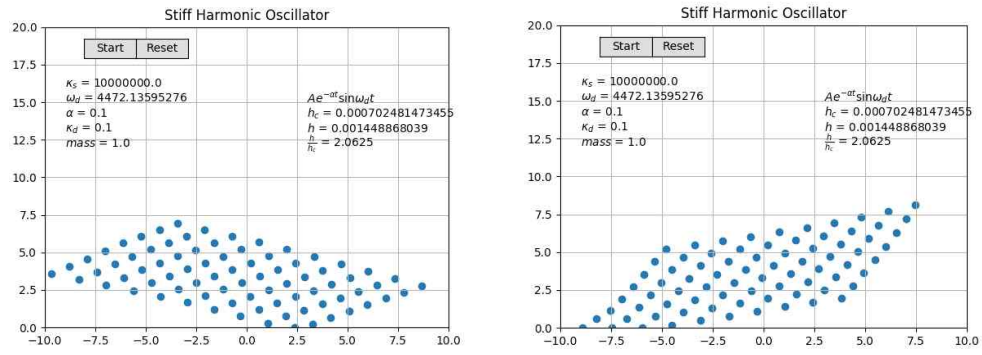 Stiff Harmonic Oscillator
20.0
17.5
15.0
12.5
10.0
7.5
5.0
2.5
0.0
Start Reset
κs = 10000000.0
ωd = 4472.13595276
α = 0.1
κd = 0.1
mass = 1.0
Ae^{-αt}sinωdt
hc = 0.000702481473455
h = 0.001448868039
h/hc = 2.0625
−10.0 −7.5 −5.0 −2.5 0.0 2.5 5.0 7.5 10.0
Stiff Harmonic Oscillator
20.0
17.5
15.0
12.5
10.0
7.5
5.0
2.5
0.0
Start Reset
κs = 10000000.0
ωd = 4472.13595276
α = 0.1
κd = 0.1
mass = 1.0
Ae^{-αt}sinωdt
hc = 0.000702481473455
h = 0.001448868039
h/hc = 2.0625
−10.0 −7.5 −5.0 −2.5 0.0 2.5 5.0 7.5 10.0